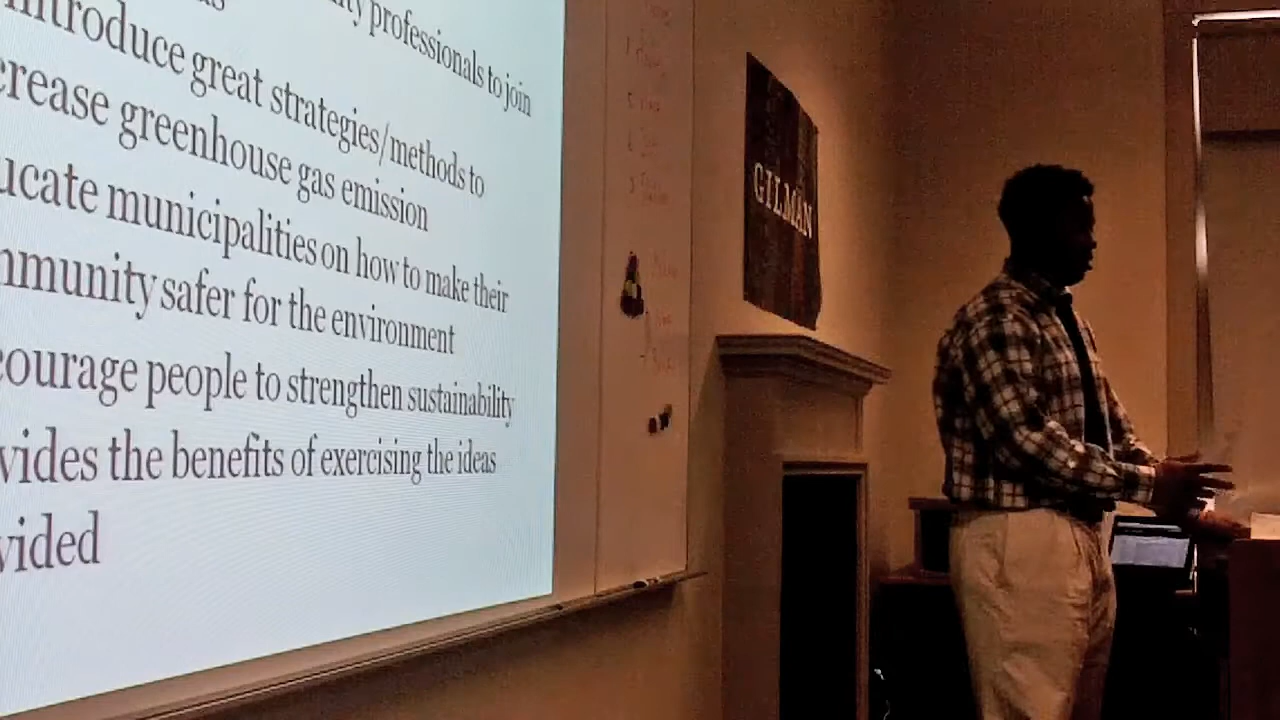 professionals to join
introduce great strategies/methods to
crease greenhouse gas emission
ucate municipalities on how to make their
mmunity safer for the environment
courage people to strengthen sustainability
vides the benefits of exercising the ideas
vided
GILMAN